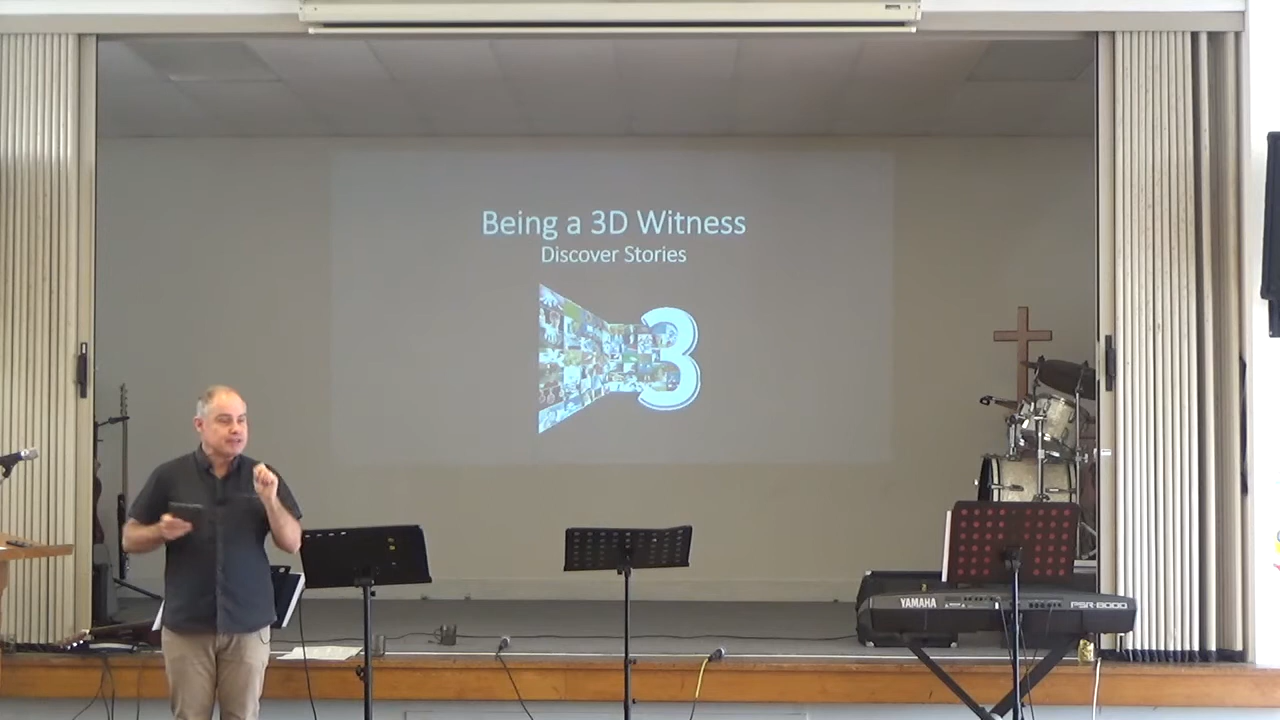 Being a 3D Witness
Discover Stories
3
YAMAHA
PSR-8000